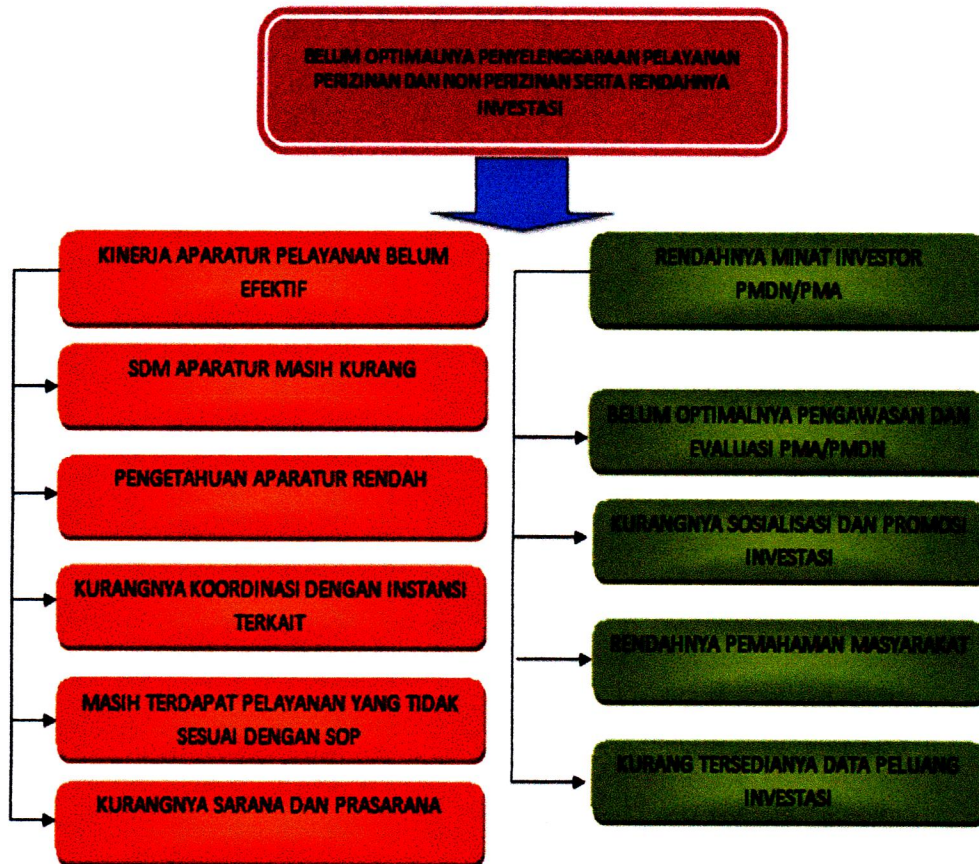 BELUM OPTIMALNYA PENYELENGGARAAN PELAYANAN
PERIZINAN DAN NON PERIZINAN SERTA RENDAHNYA
INVESTASI
KINERJA APARATUR PELAYANAN BELUM
EFEKTIF
SDM APARATUR MASIH KURANG
PENGETAHUAN APARATUR RENDAH
KURANGNYA KOORDINASI DENGAN INSTANSI
TERKAIT
MASIH TERDAPAT PELAYANAN YANG TIDAK
SESUAI DENGAN SOP
KURANGNYA SARANA DAN PRASARANA
RENDAHNYA MINAT INVESTOR
PMDN/PMA
BELUM OPTIMALNYA PENGAWASAN DAN
EVALUASI PMA/PMDN
KURANGNYA SOSIALISASI DAN PROMOSI
INVESTASI
RENDAHNYA PEMAHAMAN MASYARAKAT
KURANG TERSEDIANYA DATA PELUANG
INVESTASI